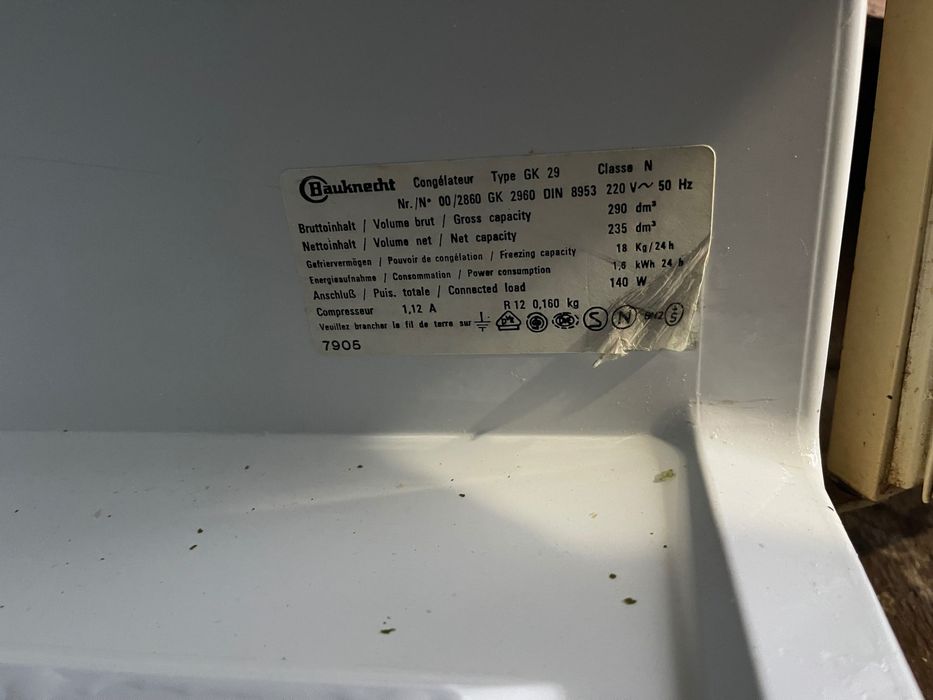 Bauknecht Congélateur Type GK 29 Classe N
Nr./N° 00/2860 GK 2960 DIN 8953 220 V~ 50 Hz
Bruttoinhalt / Volume brut / Gross capacity 290 dm³
Nettoinhalt / Volume net / Net capacity 235 dm³
Gefriervermögen / Pouvoir de congélation / Freezing capacity 18 Kg/24h
Energieaufnahme / Consommation / Power consumption 1,6 kWh 24 h
Anschluß / Puis. totale / Connected load 140 W
Compresseur 1,12 A R 12 0,160 kg
Veuillez brancher le fil de terre sur S N
7905